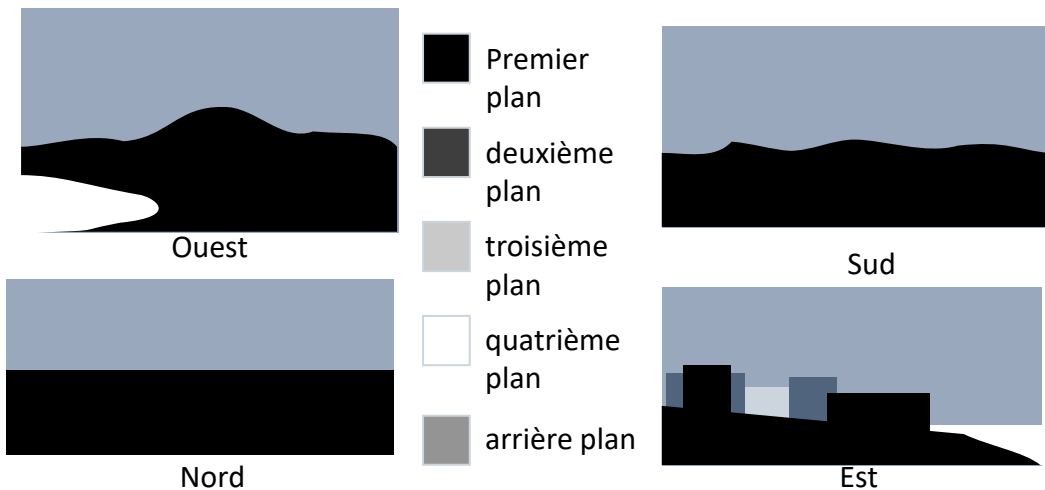 Ouest
Nord
Premier
plan
deuxième
plan
troisième
plan
quatrième
plan
arrière plan
Sud
Est